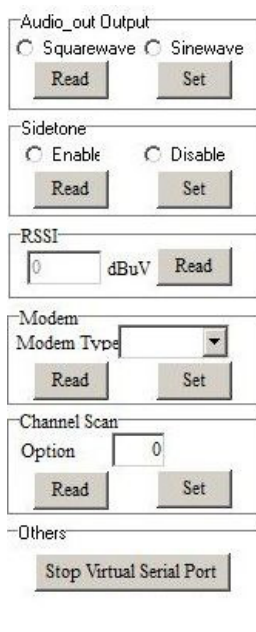 Audio_out Output
Squarewave Sinewave
Read Set
Sidetone
Enable Disable
Read Set
RSSI
0 dBuV Read
Modem
Modem Type
Read Set
Channel Scan
Option 0
Read Set
Others
Stop Virtual Serial Port